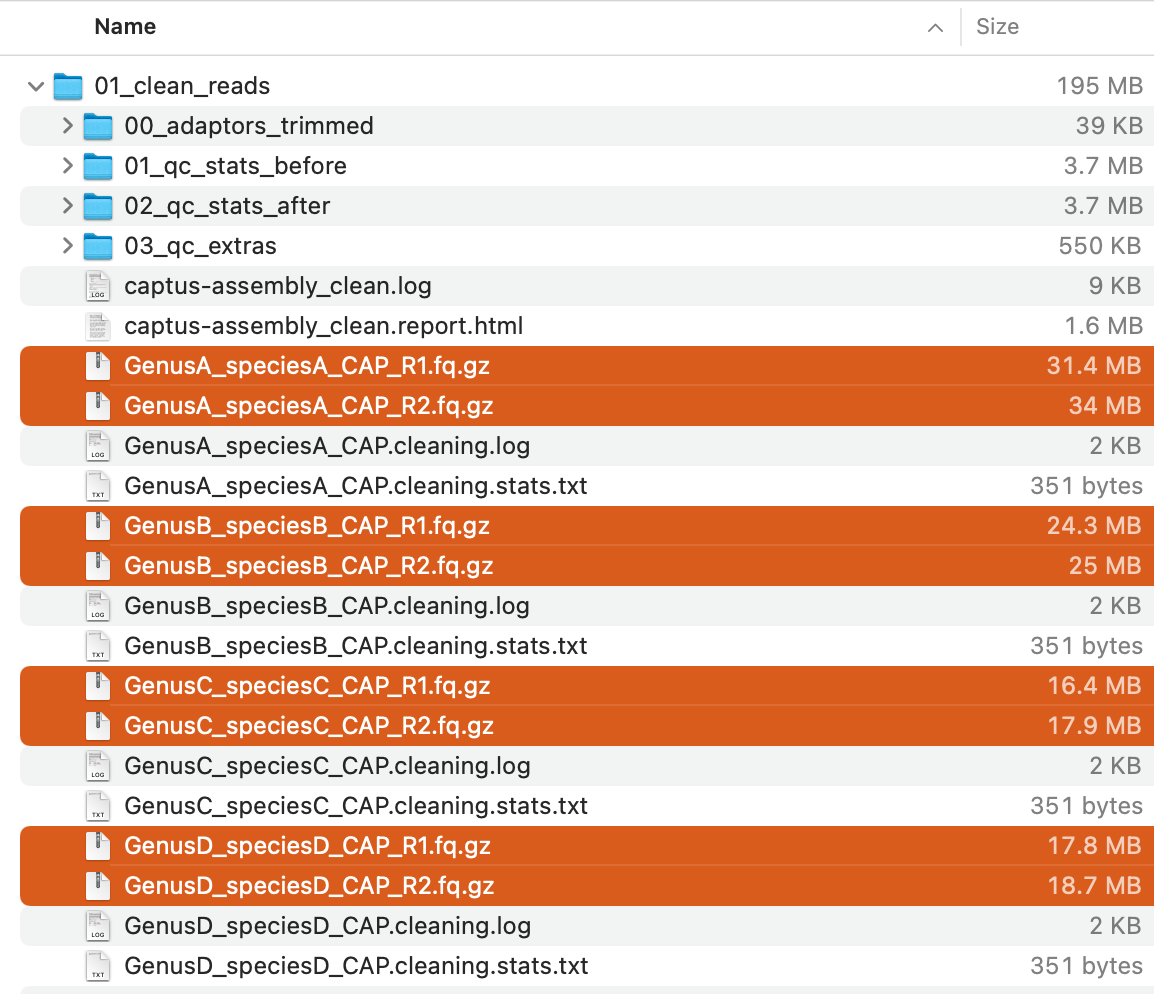 Name Size
01_clean_reads 195 MB
00_adaptors_trimmed 39 KB
01_qc_stats_before 3.7 MB
02_qc_stats_after 3.7 MB
03_qc_extras 550 KB
LOG captus-assembly_clean.log 9 KB
captus-assembly_clean.report.html 1.6 MB
GenusA_speciesA_CAP_R1.fq.gz 31.4 MB
GenusA_speciesA_CAP_R2.fq.gz 34 MB
LOG GenusA_speciesA_CAP.cleaning.log 2 KB
TXT GenusA_speciesA_CAP.cleaning.stats.txt 351 bytes
GenusB_speciesB_CAP_R1.fq.gz 24.3 MB
GenusB_speciesB_CAP_R2.fq.gz 25 MB
LOG GenusB_speciesB_CAP.cleaning.log 2 KB
TXT GenusB_speciesB_CAP.cleaning.stats.txt 351 bytes
GenusC_speciesC_CAP_R1.fq.gz 16.4 MB
GenusC_speciesC_CAP_R2.fq.gz 17.9 MB
LOG GenusC_speciesC_CAP.cleaning.log 2 KB
TXT GenusC_speciesC_CAP.cleaning.stats.txt 351 bytes
GenusD_speciesD_CAP_R1.fq.gz 17.8 MB
GenusD_speciesD_CAP_R2.fq.gz 18.7 MB
LOG GenusD_speciesD_CAP.cleaning.log 2 KB
TXT GenusD_speciesD_CAP.cleaning.stats.txt 351 bytes